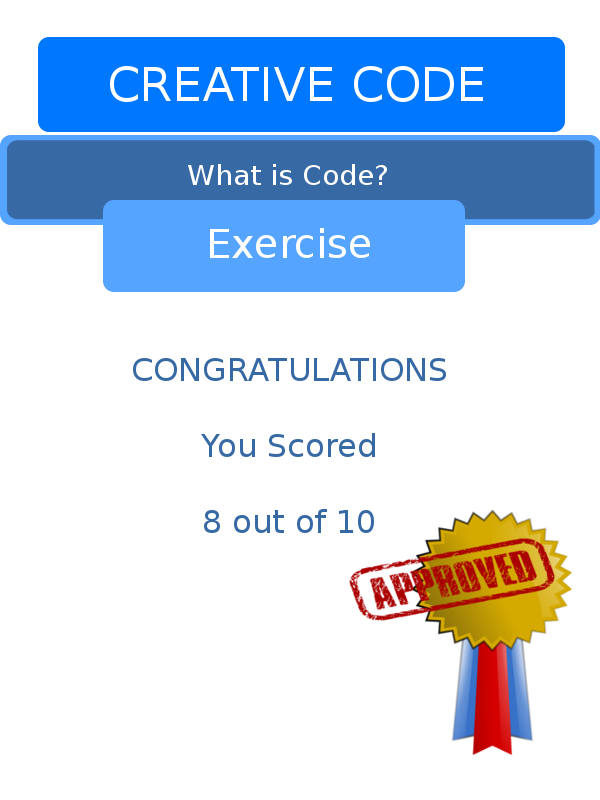 CREATIVE CODE
What is Code?
Exercise
CONGRATULATIONS
You Scored
8 out of 10
APPROVED